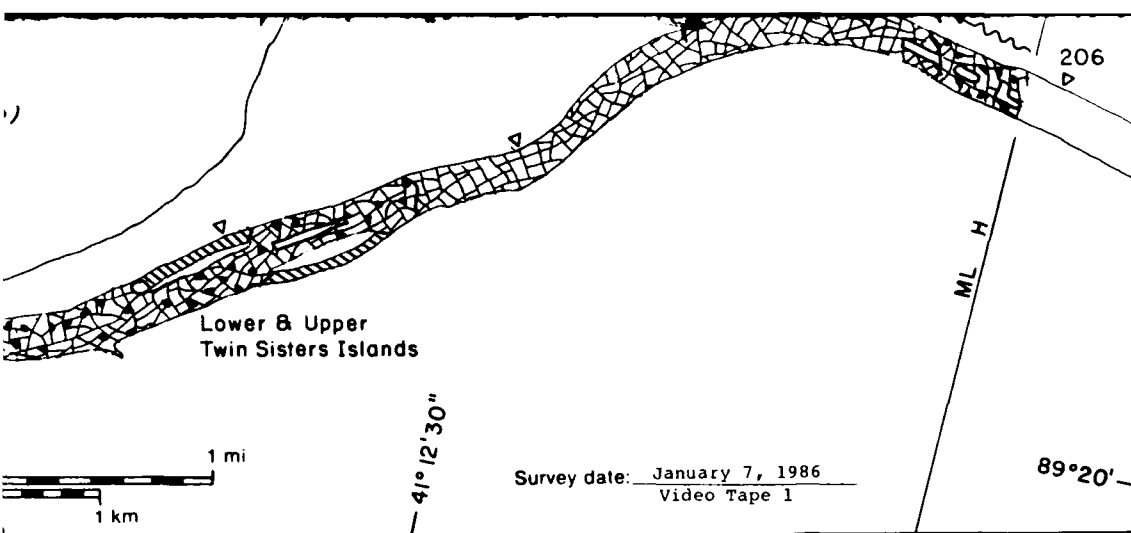 206
ML H
Lower & Upper
Twin Sisters Islands
41°12'30"
1 mi
1 km
Survey date: January 7, 1986
Video Tape 1
89°20'